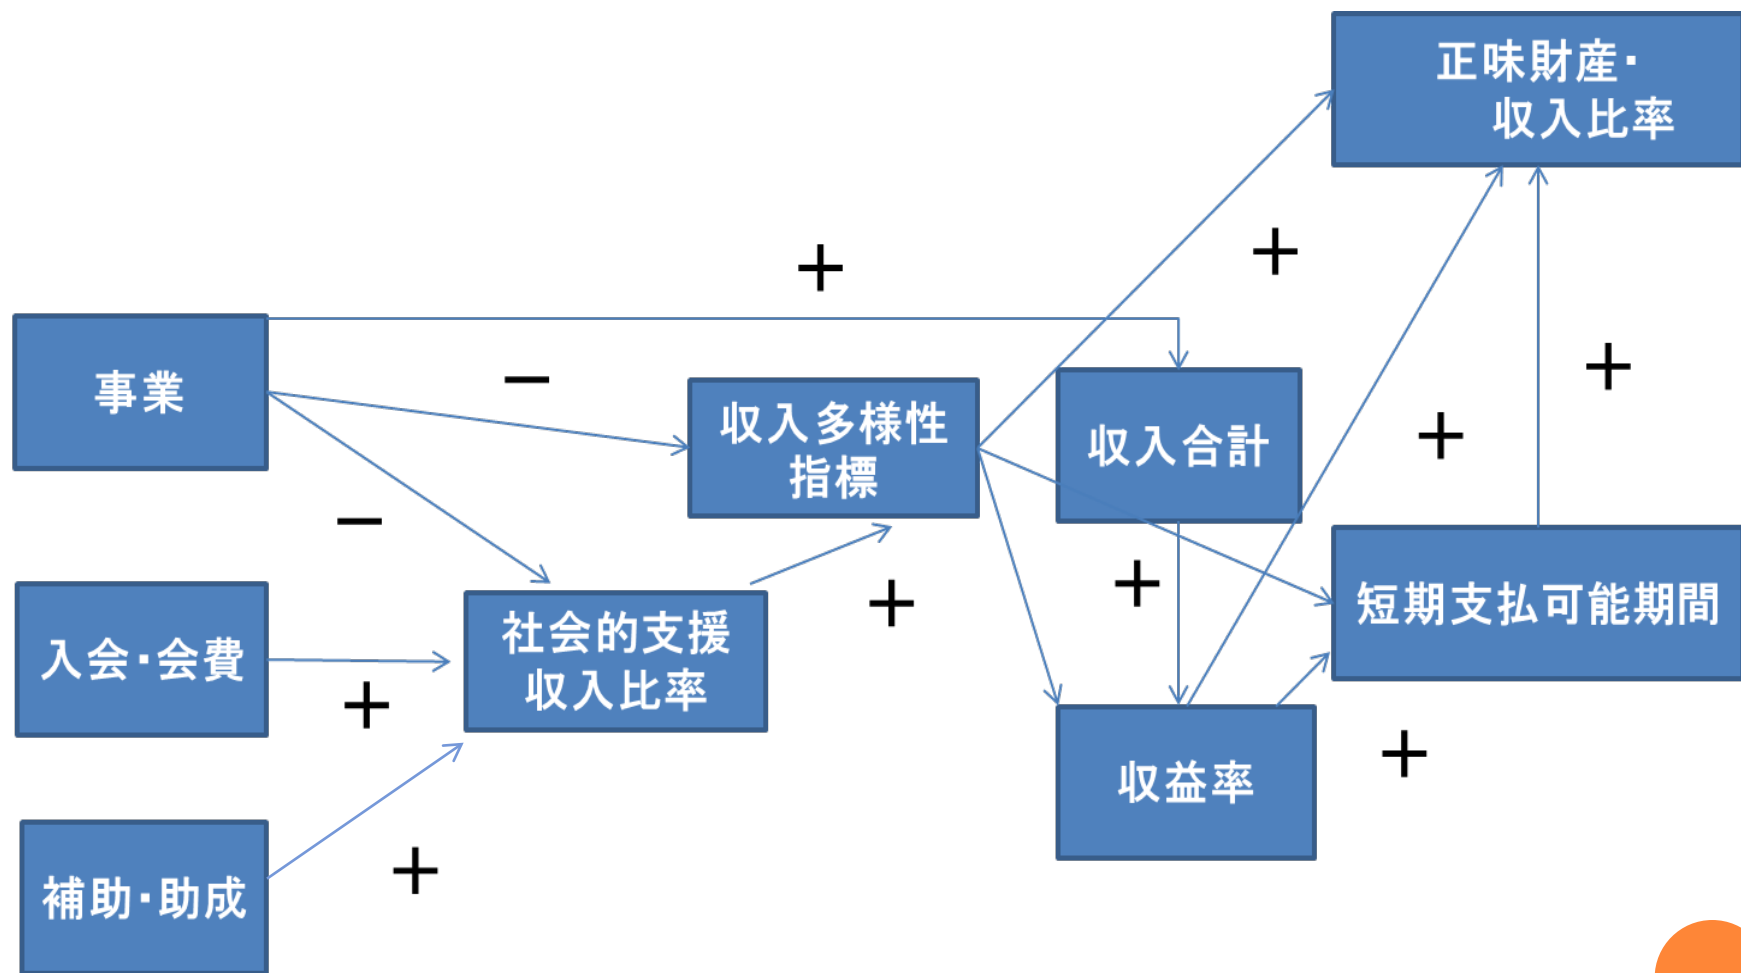 正味財産・
収入比率
+
+
事業
−
+
収入多様性
指標
収入合計
+
−
+
短期支払可能期間
入会・会費
社会的支援
収入比率
+
+
+
収益率
補助・助成
+